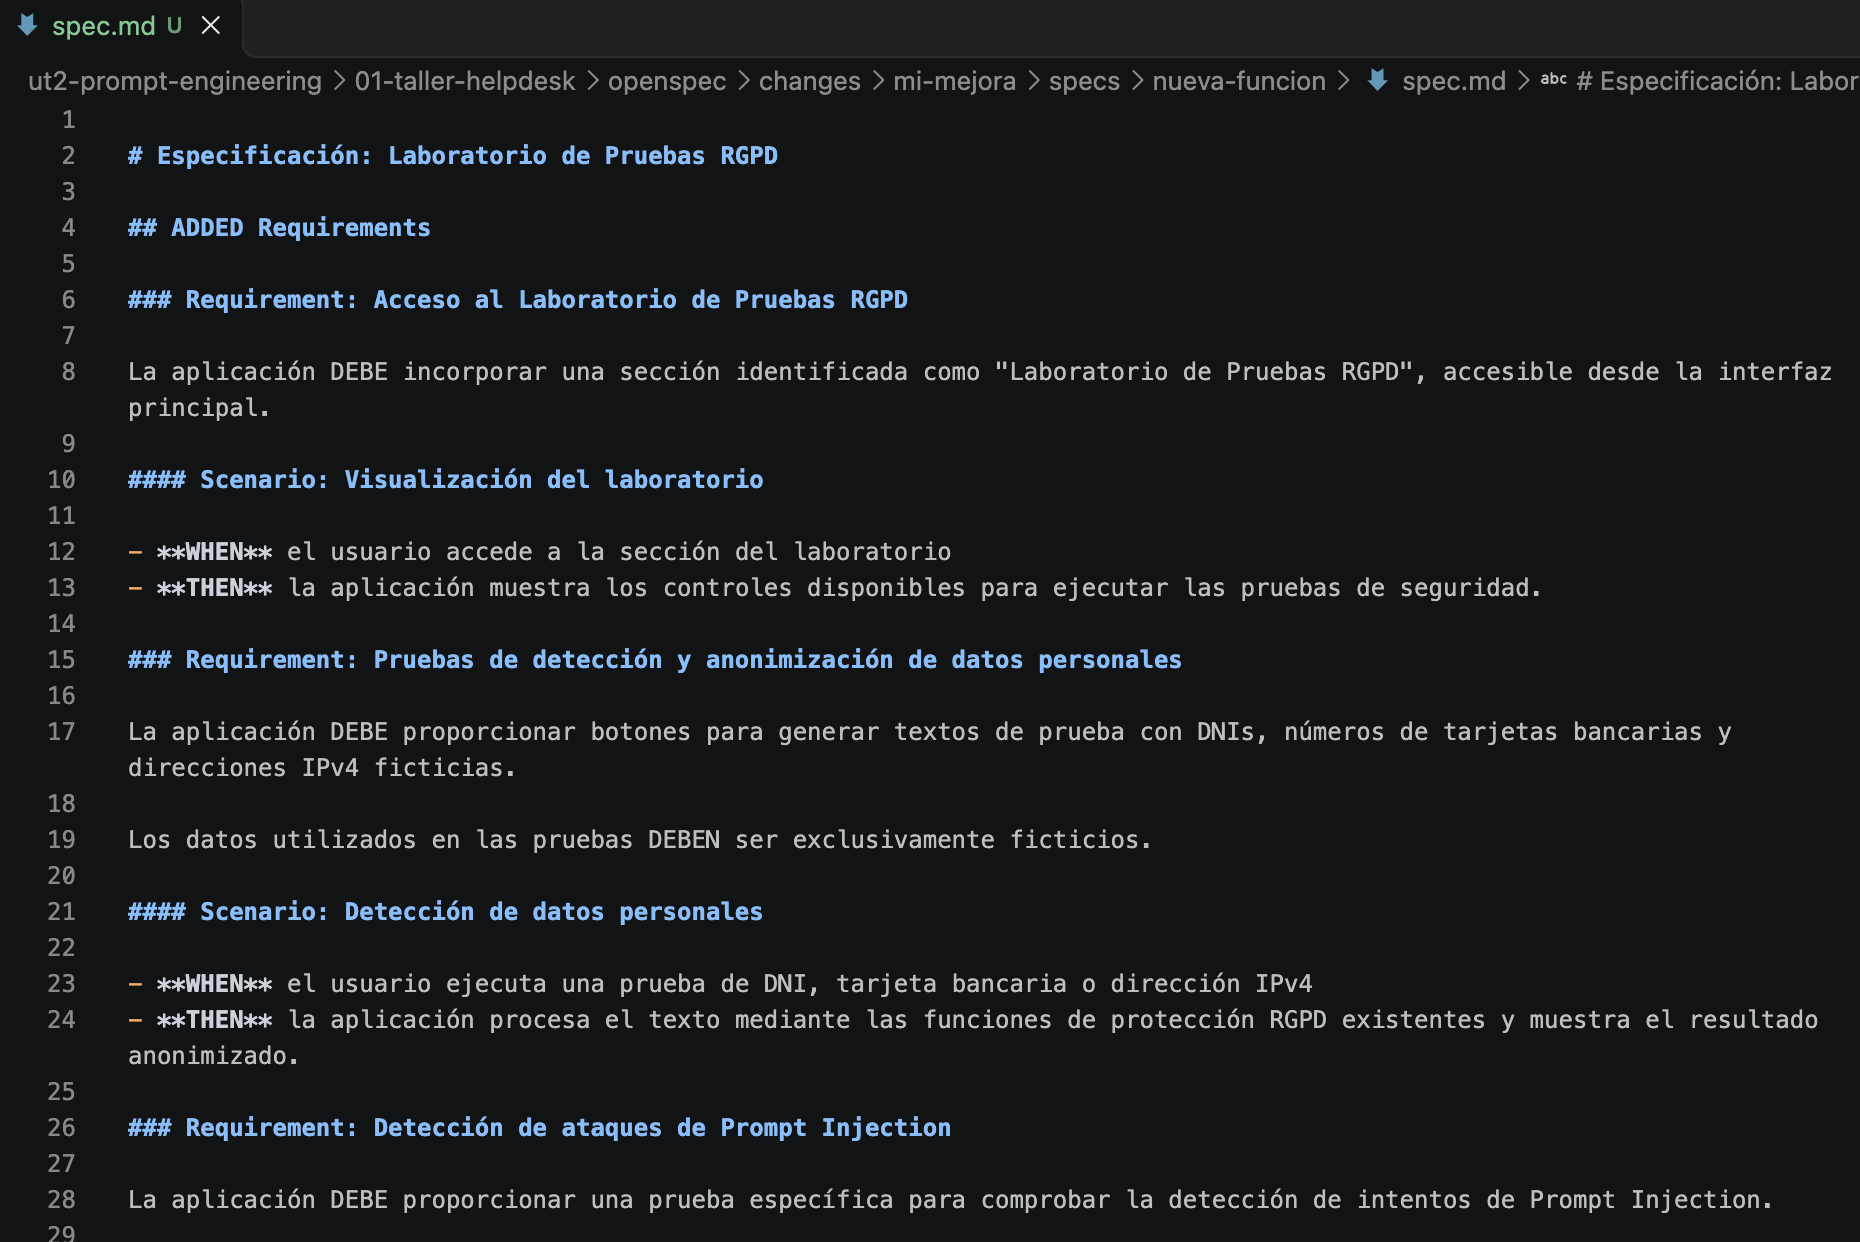 spec.md U
ut2-prompt-engineering > 01-taller-helpdesk > openspec > changes > mi-mejora > specs > nueva-funcion > spec.md > abc # Especificación: Labor
1
2 # Especificación: Laboratorio de Pruebas RGPD
3
4 ## ADDED Requirements
5
6 ### Requirement: Acceso al Laboratorio de Pruebas RGPD
7
8 La aplicación DEBE incorporar una sección identificada como "Laboratorio de Pruebas RGPD", accesible desde la interfaz
principal.
9
10 #### Scenario: Visualización del laboratorio
11
12 - **WHEN** el usuario accede a la sección del laboratorio
13 - **THEN** la aplicación muestra los controles disponibles para ejecutar las pruebas de seguridad.
14
15 ### Requirement: Pruebas de detección y anonimización de datos personales
16
17 La aplicación DEBE proporcionar botones para generar textos de prueba con DNIs, números de tarjetas bancarias y
direcciones IPv4 ficticias.
18
19 Los datos utilizados en las pruebas DEBEN ser exclusivamente ficticios.
20
21 #### Scenario: Detección de datos personales
22
23 - **WHEN** el usuario ejecuta una prueba de DNI, tarjeta bancaria o dirección IPv4
24 - **THEN** la aplicación procesa el texto mediante las funciones de protección RGPD existentes y muestra el resultado
anonimizado.
25
26 ### Requirement: Detección de ataques de Prompt Injection
27
28 La aplicación DEBE proporcionar una prueba específica para comprobar la detección de intentos de Prompt Injection.
29